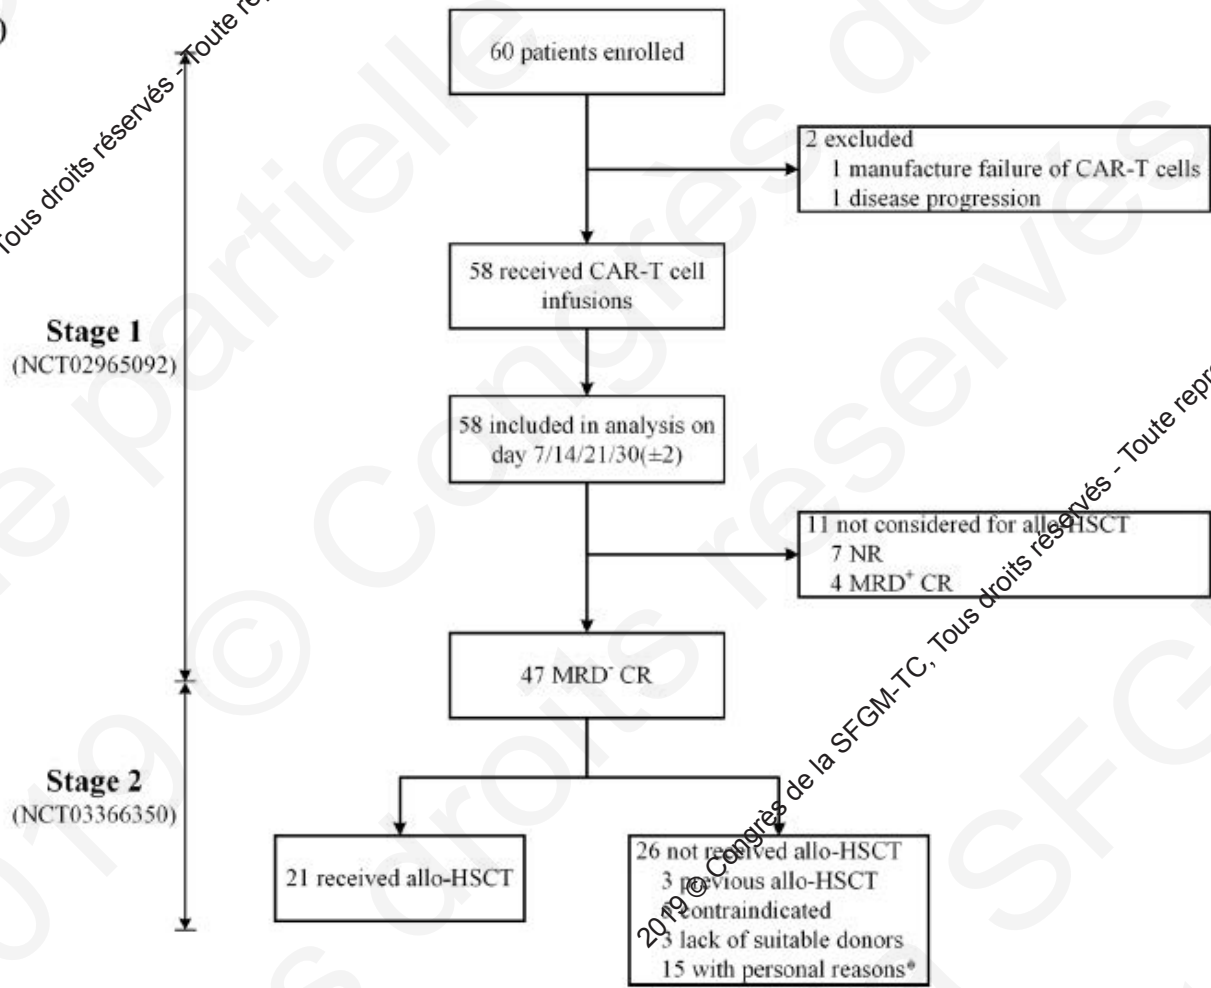 )
60 patients enrolled
2 excluded
1 manufacture failure of CAR-T cells
1 disease progression
58 received CAR-T cell
infusions
Stage 1
(NCT02965092)
58 included in analysis on
day 7/14/21/30(±2)
11 not considered for allo-HSCT
7 NR
4 MRD⁺ CR
47 MRD⁻ CR
Stage 2
(NCT03366350)
21 received allo-HSCT
26 not received allo-HSCT
3 previous allo-HSCT
contraindicated
3 lack of suitable donors
15 with personal reasons*
Tous droits réservés - Toute
2019 © Congrès de la SFGM-TC, Tous droits réservés - Toute